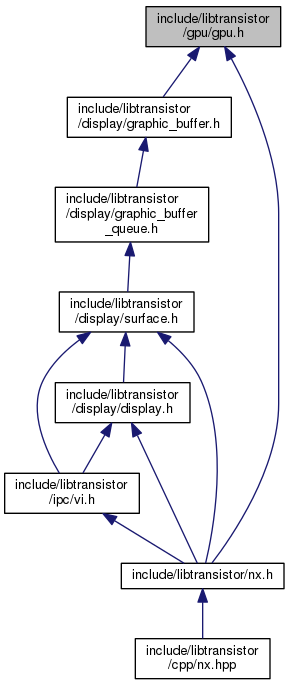 include/libtransistor
/gpu/gpu.h
include/libtransistor
/display/graphic_buffer.h
include/libtransistor
/display/graphic_buffer
_queue.h
include/libtransistor
/display/surface.h
include/libtransistor
/display/display.h
include/libtransistor
/ipc/vi.h
include/libtransistor/nx.h
include/libtransistor
/cpp/nx.hpp